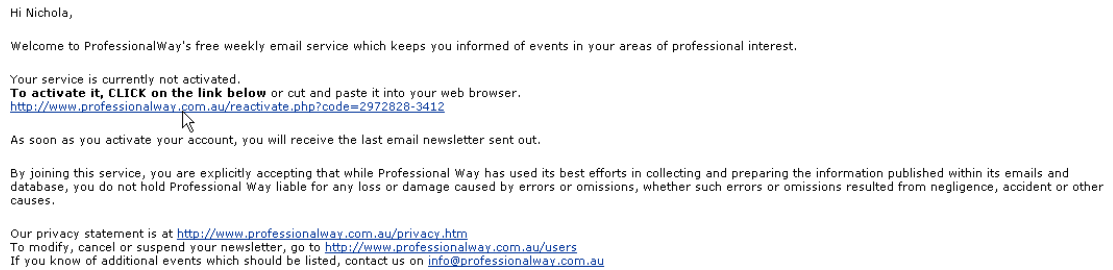 Hi Nichola,
Welcome to ProfessionalWay's free weekly email service which keeps you informed of events in your areas of professional interest.
Your service is currently not activated.
To activate it, CLICK on the link below or cut and paste it into your web browser.
http://www.professionalway.com.au/reactivate.php?code=2972828-3412
As soon as you activate your account, you will receive the last email newsletter sent out.
By joining this service, you are explicitly accepting that while Professional Way has used its best efforts in collecting and preparing the information published within its emails and
database, you do not hold Professional Way liable for any loss or damage caused by errors or omissions, whether such errors or omissions resulted from negligence, accident or other
causes.
Our privacy statement is at http://www.professionalway.com.au/privacy.htm
To modify, cancel or suspend your newsletter, go to http://www.professionalway.com.au/users
If you know of additional events which should be listed, contact us on info@professionalway.com.au